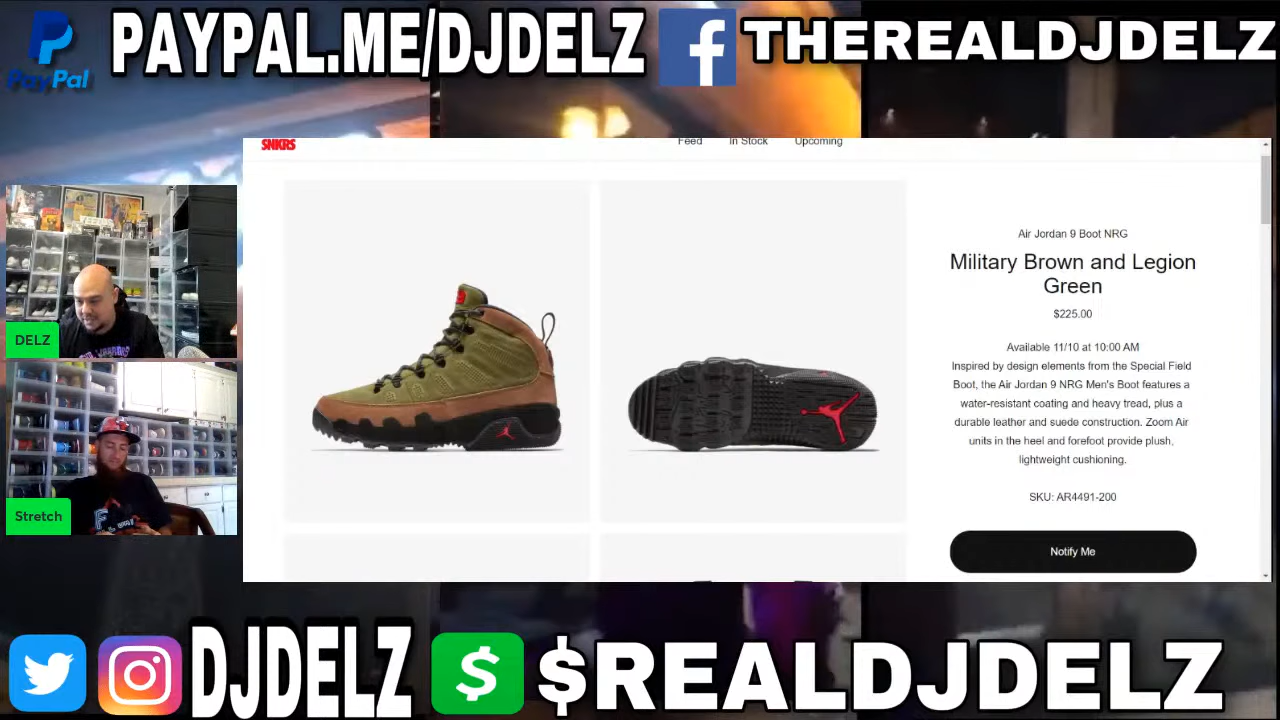 PayPal
PAYPAL.ME/DJDELZ
THEREALDJDELZ
SNKRS
Feed
In Stock
Upcoming
DELZ
Stretch
Air Jordan 9 Boot NRG
Military Brown and Legion
Green
$225.00
Available 11/10 at 10:00 AM
Inspired by design elements from the Special Field
Boot, the Air Jordan 9 NRG Men's Boot features a
water-resistant coating and heavy tread, plus a
durable leather and suede construction. Zoom Air
units in the heel and forefoot provide plush,
lightweight cushioning.
SKU: AR4491-200
Notify Me
DJDELZ
$REALDJDELZ